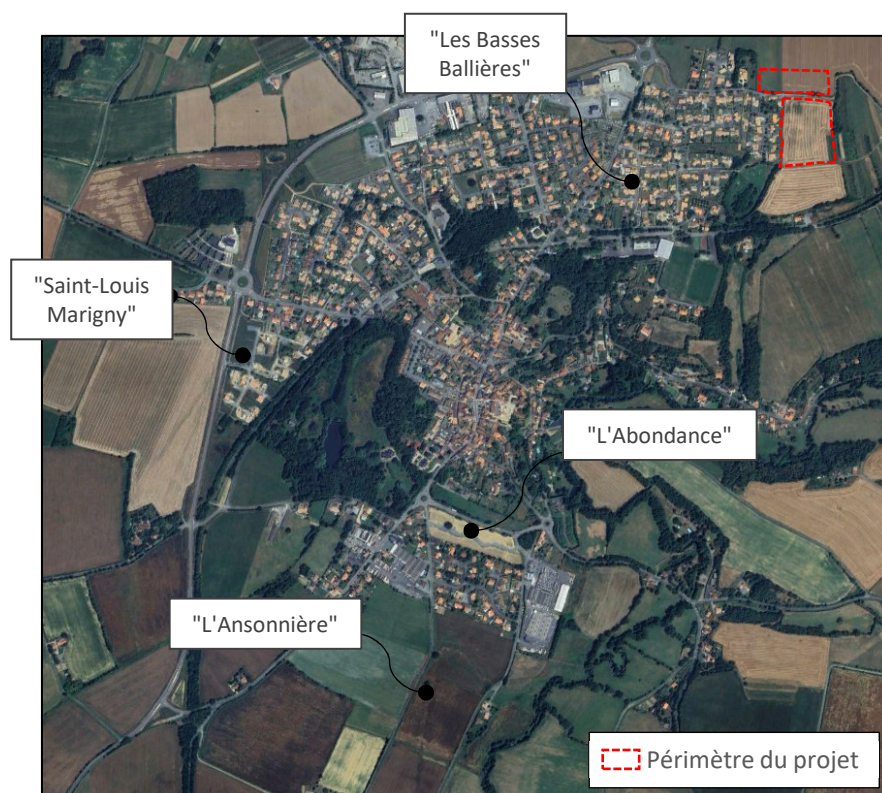 "Les Basses
Ballières"
"Saint-Louis
Marigny"
"L'Abondance"
"L'Ansonnière"
Périmètre du projet